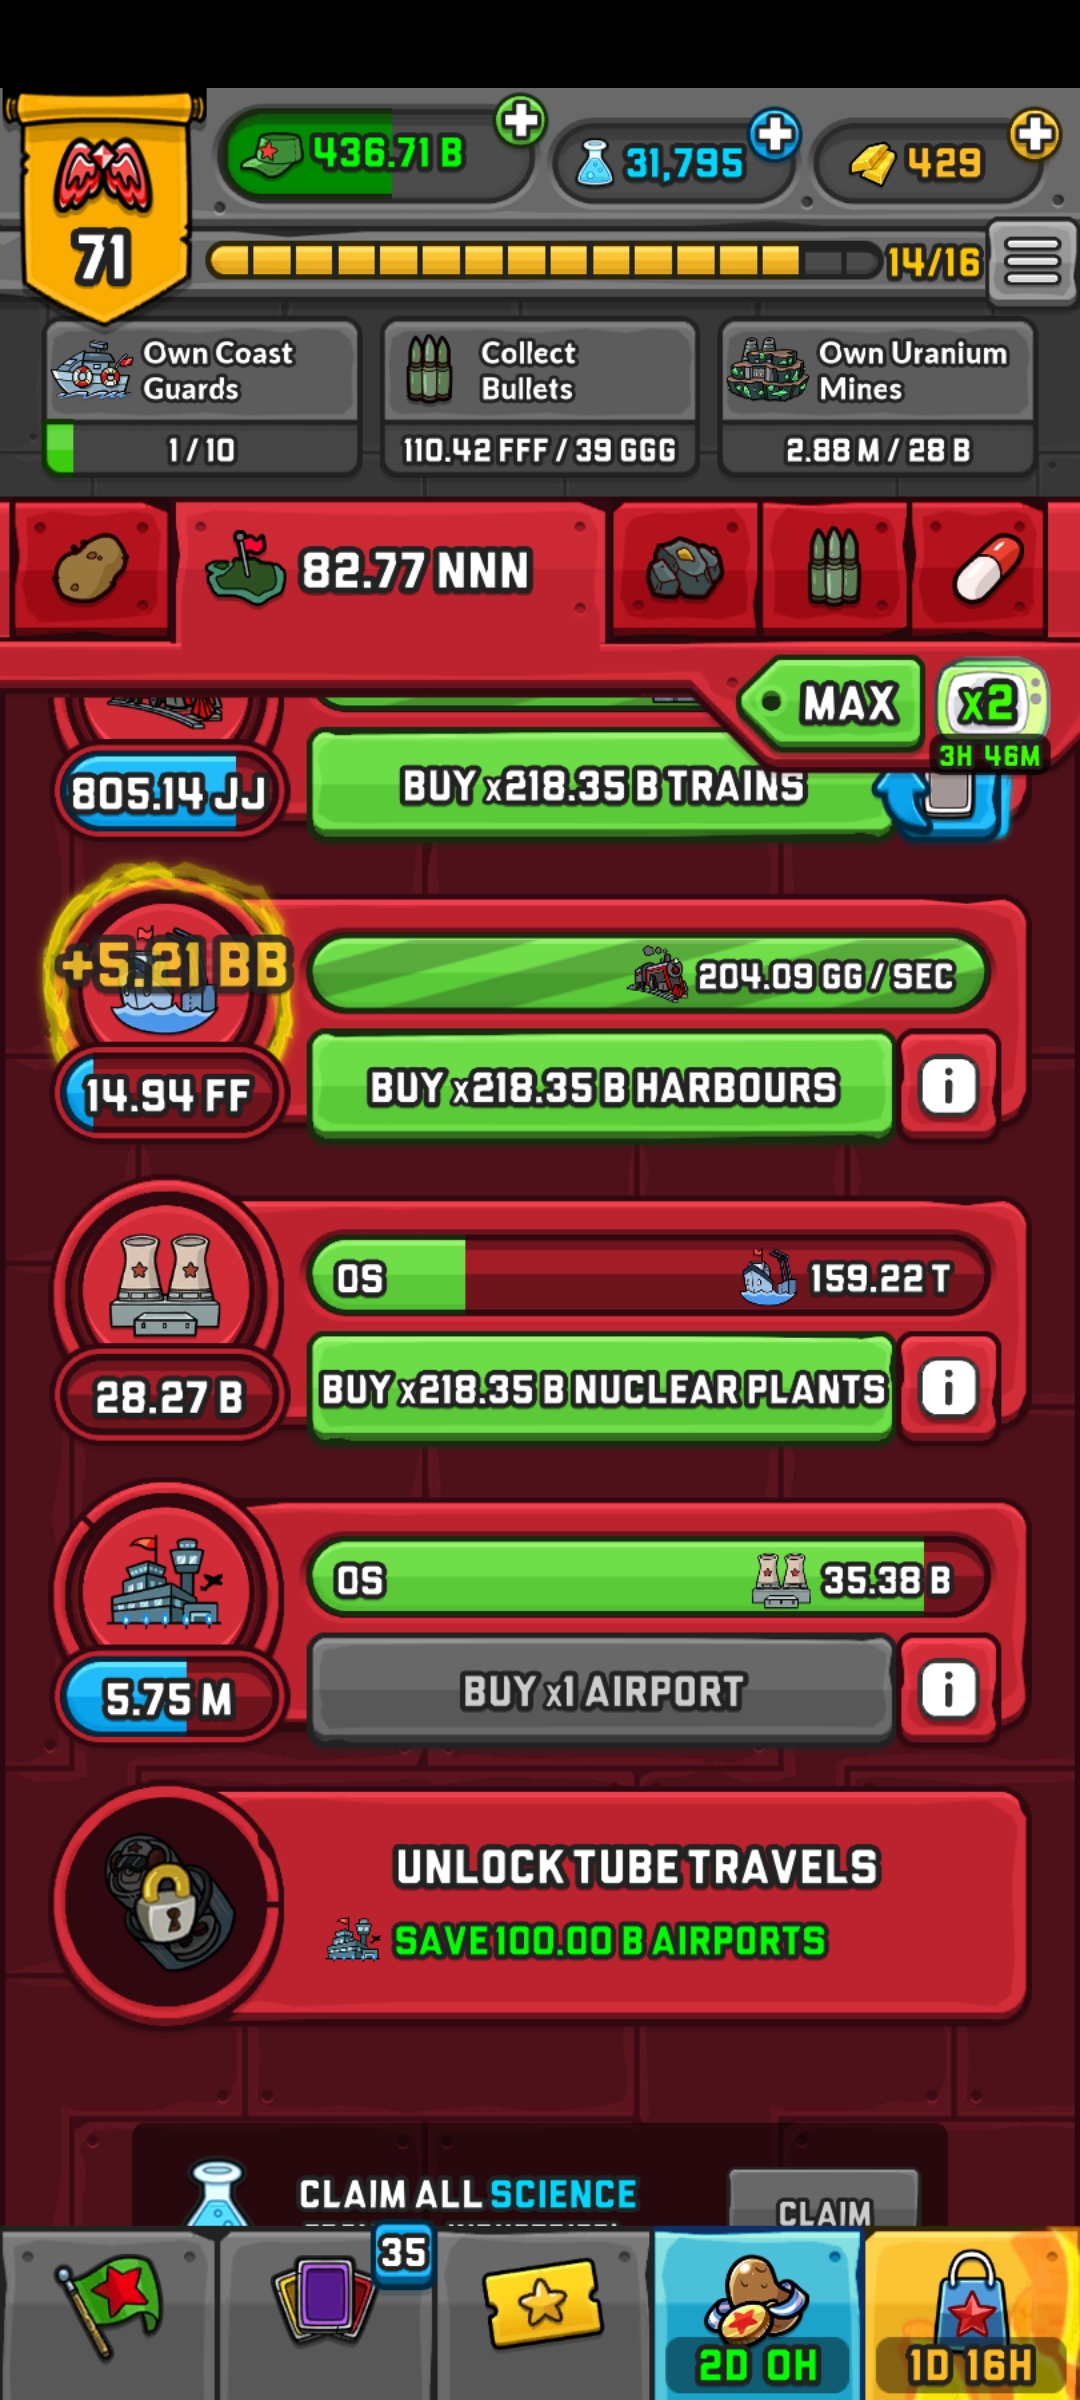 71
436.71 B
31,795
429
14/16
Own Coast
Guards
1 / 10
Collect
Bullets
110.42 FFF / 39 GGG
Own Uranium
Mines
2.88 M / 28 B
82.77 NNN
MAX
x2
3H 46M
805.14 JJ
BUY x218.35 B TRAINS
+5.21 BB
204.09 GG / SEC
14.94 FF
BUY x218.35 B HARBOURS
i
0S
159.22 T
28.27 B
BUY x218.35 B NUCLEAR PLANTS
i
0S
35.38 B
5.75 M
BUY x1 AIRPORT
i
UNLOCK TUBE TRAVELS
SAVE 100.00 B AIRPORTS
CLAIM ALL SCIENCE
CLAIM
35
2D 0H
1D 16H